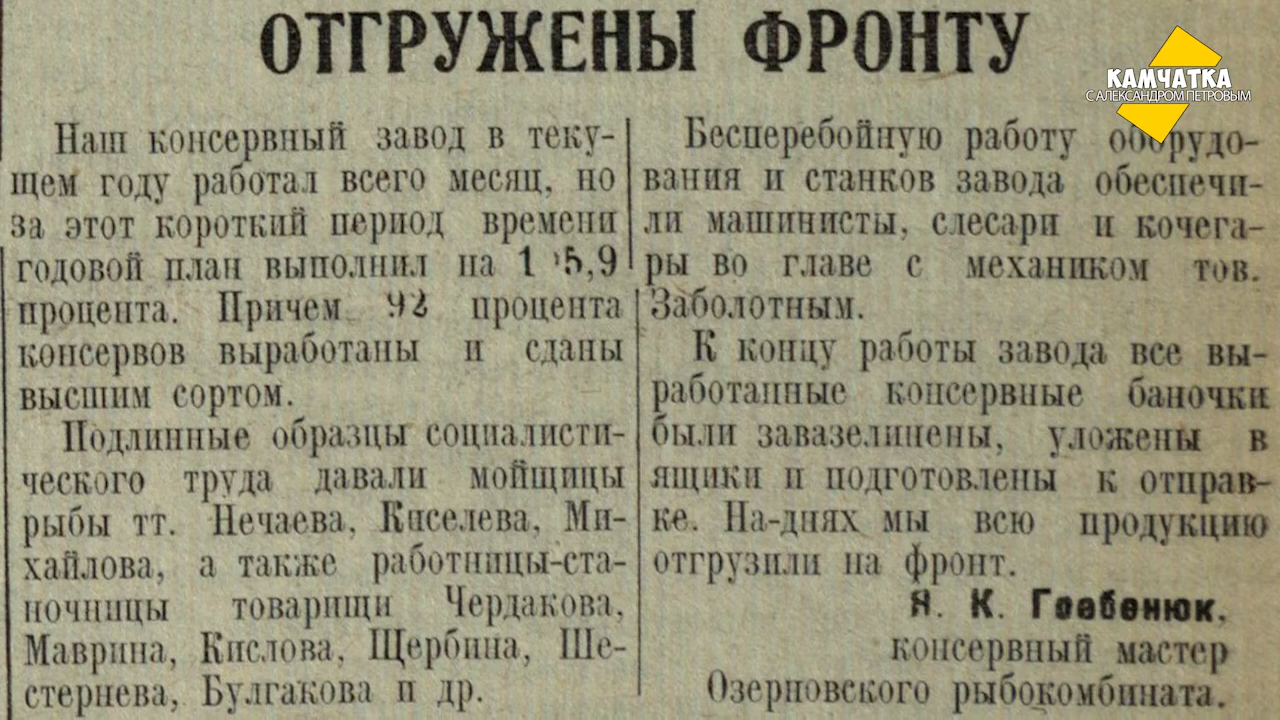 ОТГРУЖЕНЫ ФРОНТУ
КАМЧАТКА
С АЛЕКСАНДРОМ ПЕТРОВЫМ
Наш консервный завод в теку-
щем году работал всего месяц, но
за этот короткий период времени
годовой план выполнил на
процента. Причем 92 процента
консервов выработаны и сданы
высшим сортом.
Подлинные образцы социалисти-
ческого труда давали мойщицы
рыбы тт. Нечаева, Киселева, Ми-
хайлова, а также работницы-ста-
ночницы товарищи Чердакова,
Маврина, Кислова, Щербина, Ше-
стернева, Булгакова и др.
Бесперебойную работу оборудо-
вания и станков завода обеспечи-
ли машинисты, слесари и кочега-
ры во главе с механиком тов.
Заболотным.
К концу работы завода все вы-
работанные консервные баночки
были завазелинены, уложены в
ящики и подготовлены к отправ-
ке. На-днях мы всю продукцию
отгрузили на фронт.
Я. К. Гребенюк,
консервный мастер
Озерновского рыбокомбината.